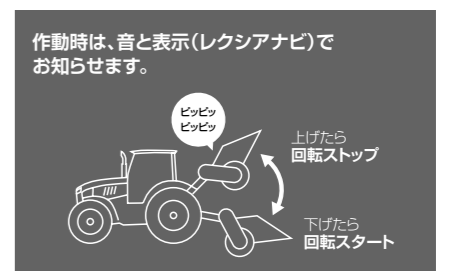 作動時は、音と表示（レクシアナビ）で
お知らせます。
ピッピッ
ピッピッ
上げたら
回転ストップ
下げたら
回転スタート